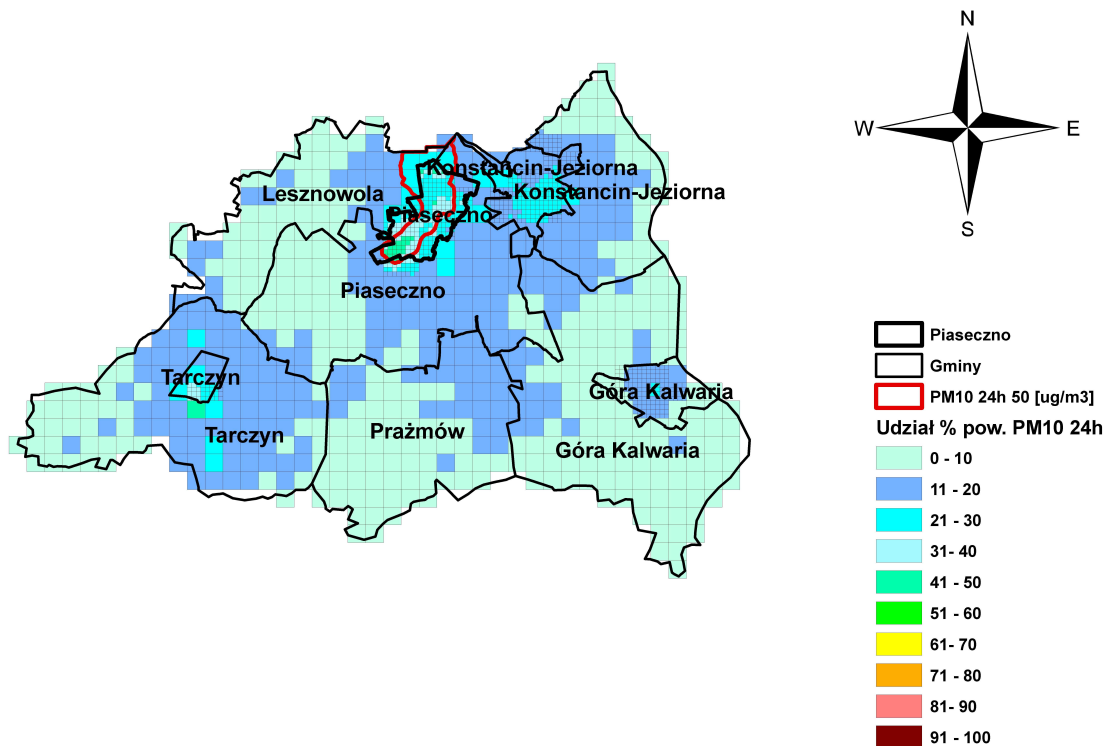 N
W
E
S
Konstancin-Jeziorna
Lesznowola
Konstancin-Jeziorna
Piaseczno
Piaseczno
Tarczyn
Góra Kalwaria
Tarczyn
Prażmów
Góra Kalwaria
Piaseczno
Gminy
PM10 24h 50 [ug/m3]
Udział % pow. PM10 24h
0 - 10
11 - 20
21 - 30
31- 40
41 - 50
51 - 60
61- 70
71 - 80
81- 90
91 - 100